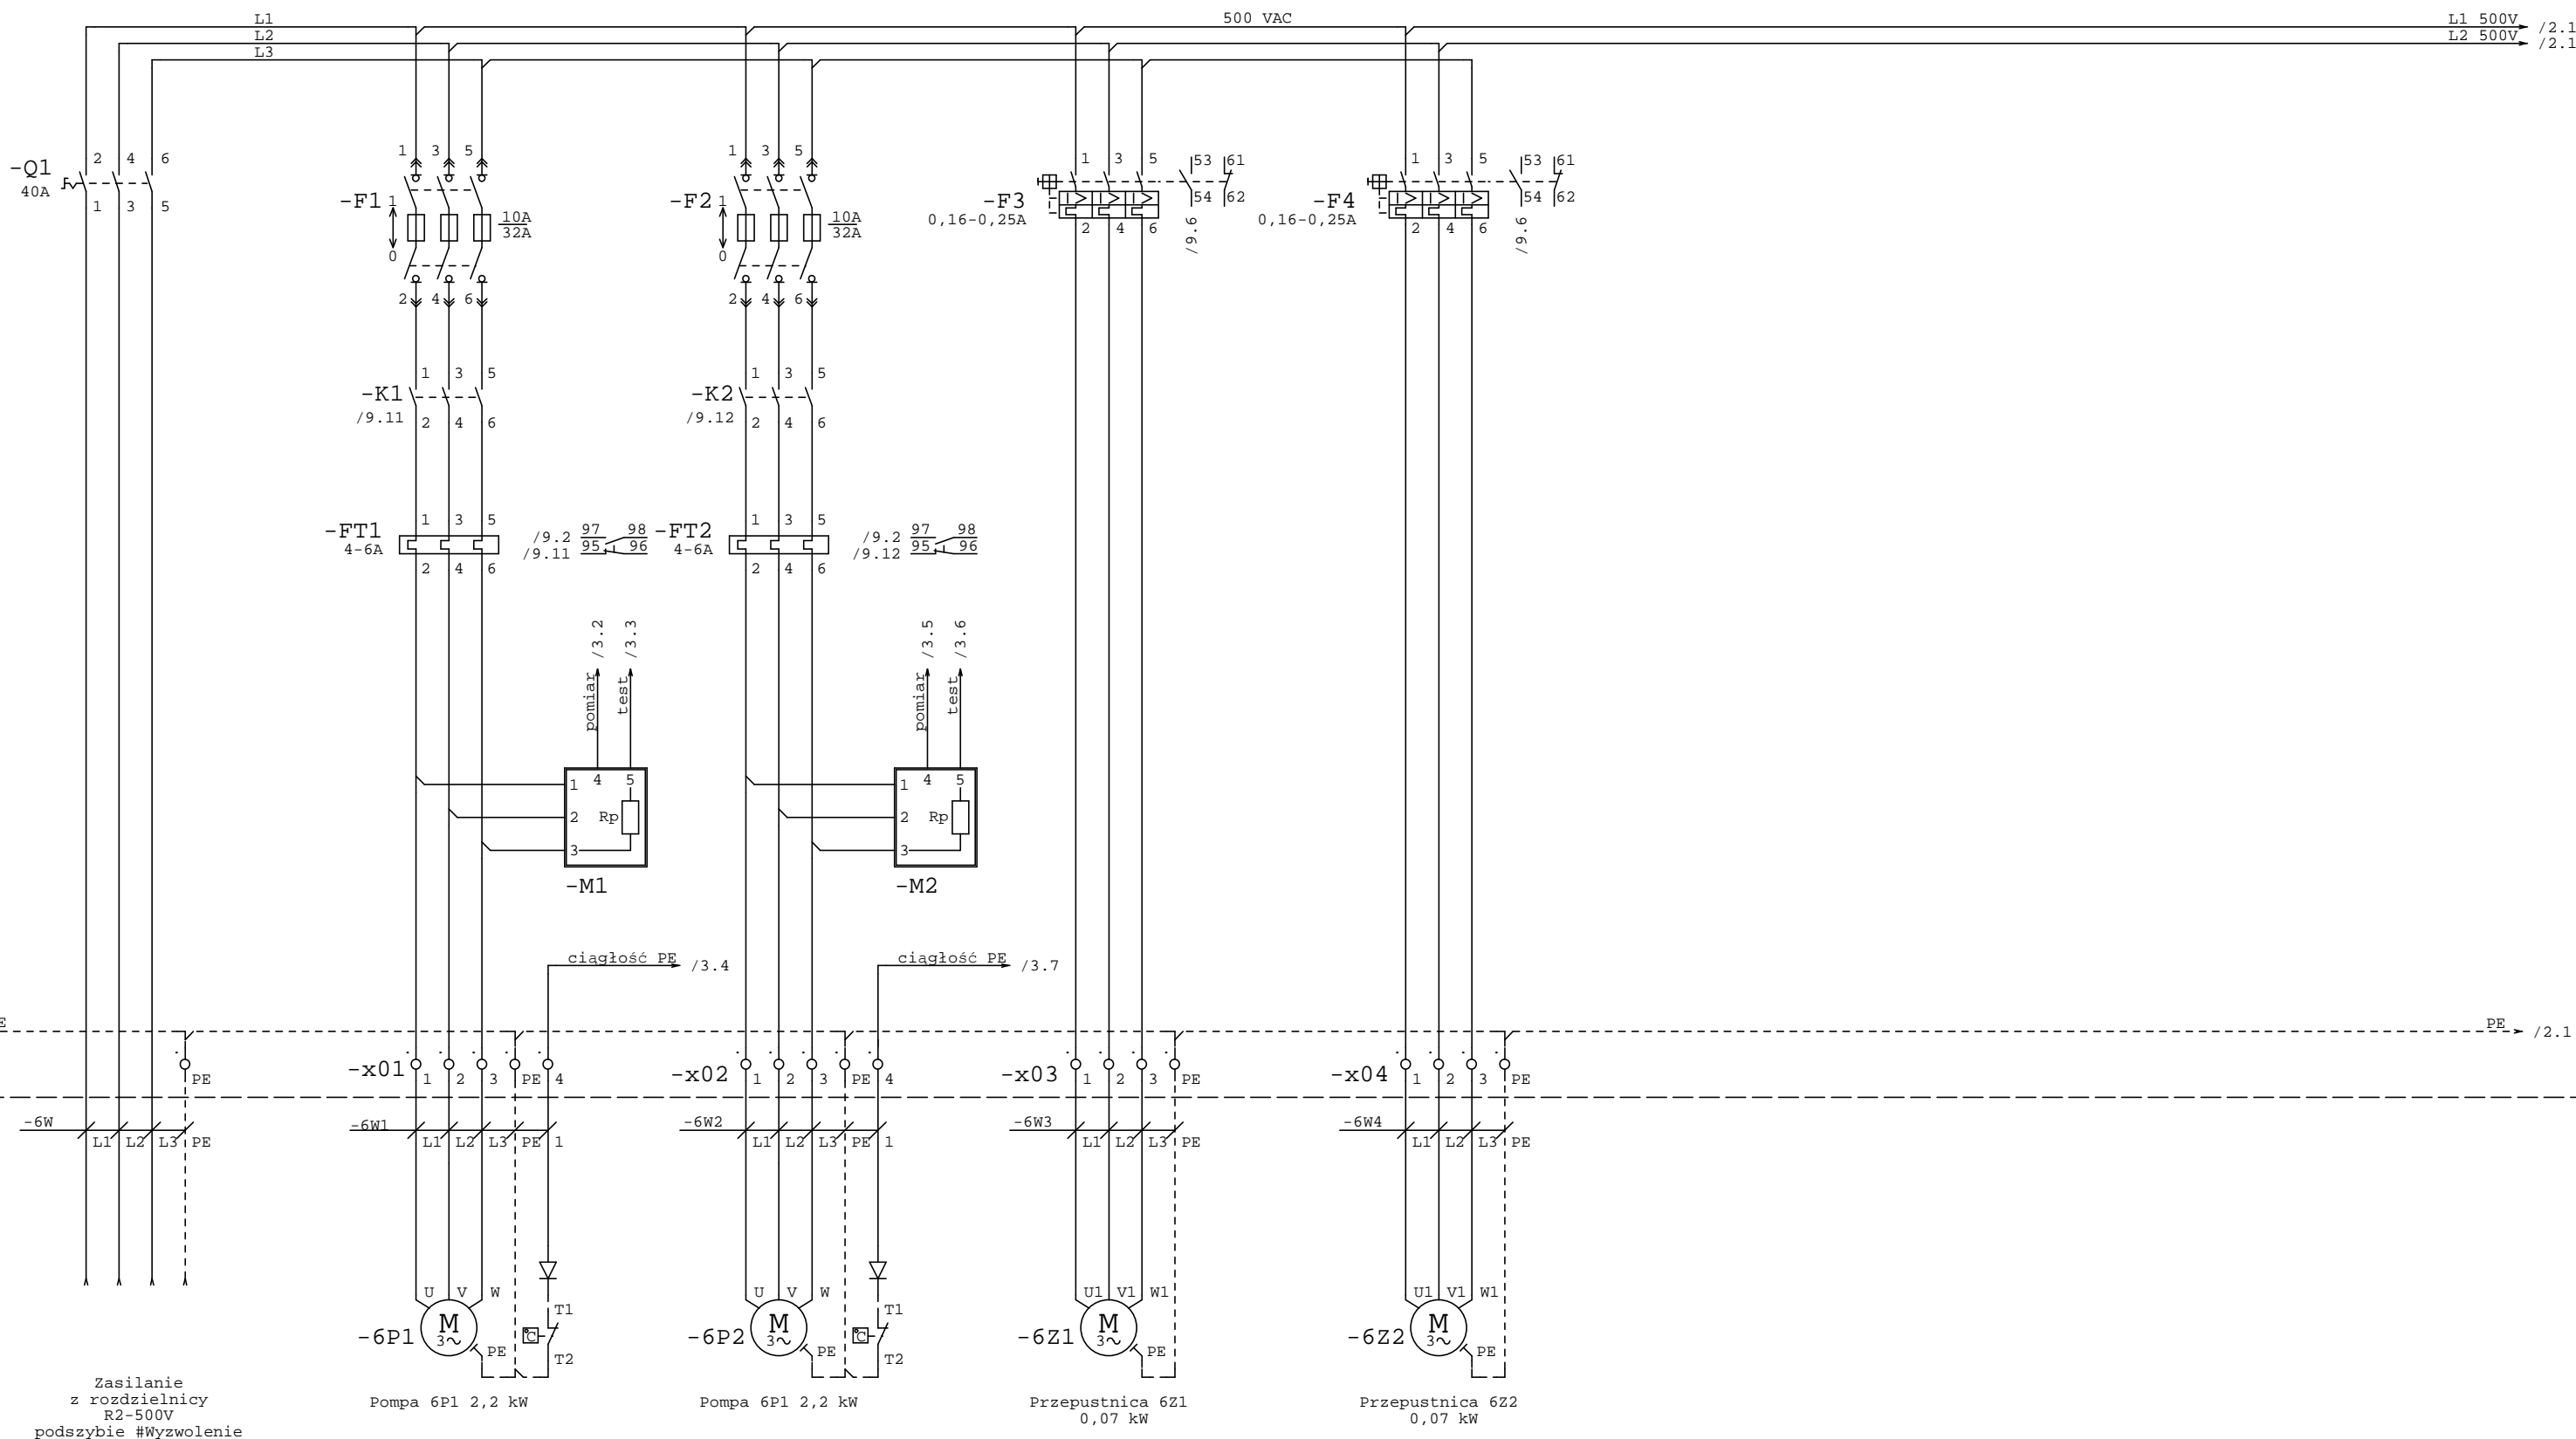 L1 500 VAC L1 500V /2.1
L2 L2 500V /2.1
L3
-Q1 2 4 6
40A 1 3 5
1 3 5
-F1 1 10A
0 32A
2 4 6
1 3 5
-F2 1 10A
0 32A
2 4 6
1 3 5 53 61
-F3 54 62
0,16-0,25A 2 4 6 /9.6
1 3 5 53 61
-F4 54 62
0,16-0,25A 2 4 6 /9.6
1 3 5
-K1
/9.11 2 4 6
1 3 5
-K2
/9.12 2 4 6
1 3 5
-FT1 /9.2 97 98
4-6A /9.11 95 96
2 4 6
1 3 5
-FT2 /9.2 97 98
4-6A /9.12 95 96
2 4 6
pomiar /3.2
test /3.3
pomiar /3.5
test /3.6
4 5
1
2 Rp
3
-M1
4 5
1
2 Rp
3
-M2
ciągłość PE /3.4
ciągłość PE /3.7
E PE /2.1
PE
-x01 1 2 3 PE 4
-x02 1 2 3 PE 4
-x03 1 2 3 PE
-x04 1 2 3 PE
-6W L1 L2 L3 PE
-6W1 L1 L2 L3 PE 1
-6W2 L1 L2 L3 PE 1
-6W3 L1 L2 L3 PE
-6W4 L1 L2 L3 PE
U V W T1
-6P1 M 3~ °C
PE T2
U V W T1
-6P2 M 3~ °C
PE T2
U1 V1 W1
-6Z1 M 3~
PE
U1 V1 W1
-6Z2 M 3~
PE
Zasilanie
z rozdzielnicy
R2-500V
podszybie #Wyzwolenie
Pompa 6P1 2,2 kW
Pompa 6P1 2,2 kW
Przepustnica 6Z1
0,07 kW
Przepustnica 6Z2
0,07 kW